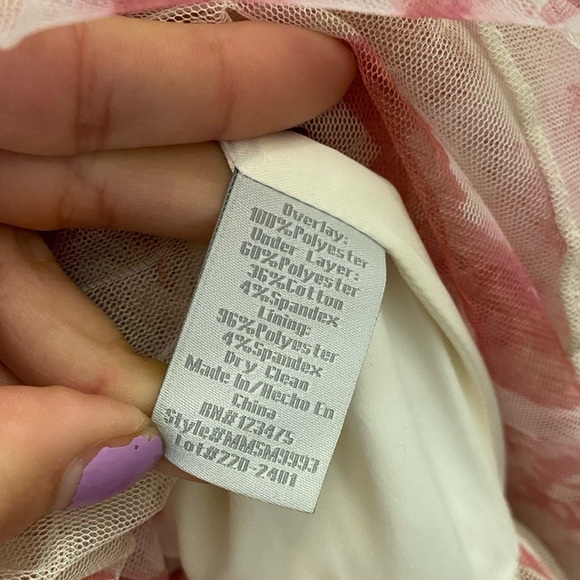 Overlay:
100%Polyester
Under Layer:
60%Polyester
36%Cotton
4%Spandex
Lining:
96%Polyester
4%Spandex
Dry Clean
Made In/Hecho En
China
RN#123475
Style#MMSM9993
Lot#220-2401